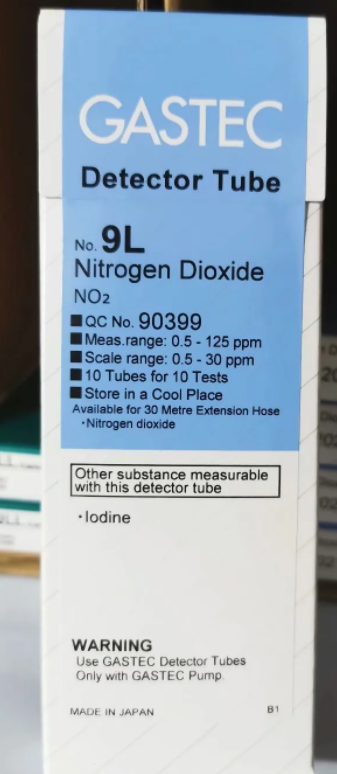 GASTEC
Detector Tube
No. 9L
Nitrogen Dioxide
NO₂
■QC No. 90399
■Meas.range: 0.5 - 125 ppm
■Scale range: 0.5 - 30 ppm
■10 Tubes for 10 Tests
■Store in a Cool Place
Available for 30 Metre Extension Hose
・Nitrogen dioxide
Other substance measurable
with this detector tube
・Iodine
WARNING
Use GASTEC Detector Tubes
Only with GASTEC Pump.
MADE IN JAPAN
B1